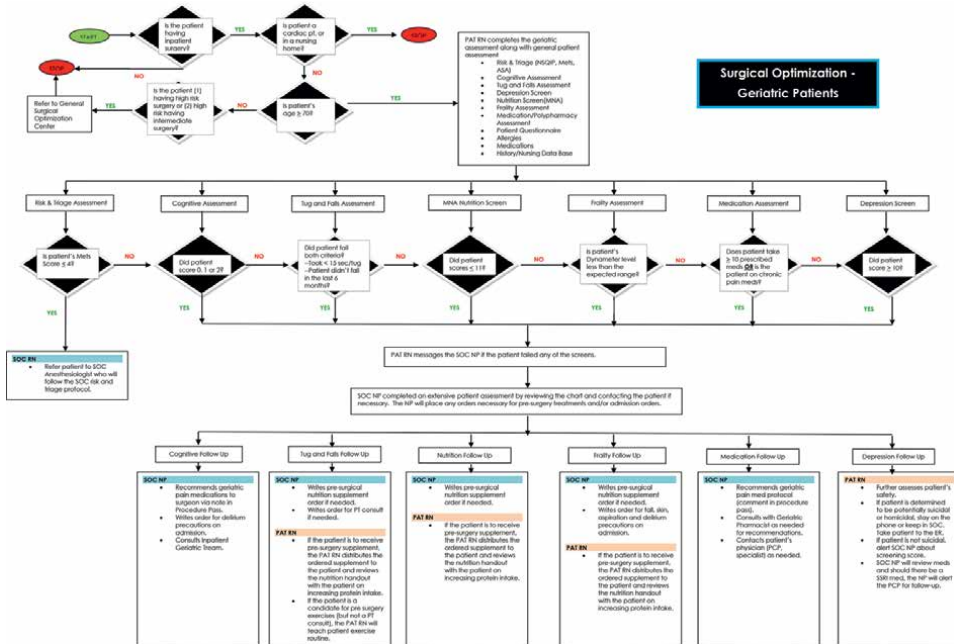 START
Is the patient
having
inpatient
surgery?
YES
Is patient a
cardiac pt, or
in a nursing
home?
YES
STOP
STOP
NO
NO
Refer to General
Surgical
Optimization
Center
YES
Is the patient (1)
having high risk
surgery or (2) high
risk having
intermediate
surgery?
NO
Is patient's
age ≥ 70?
YES
PAT RN completes the geriatric
assessment along with general patient
assessment
• Risk & Triage (NSQIP, Mets,
ASA)
• Cognitive Assessment
• Tug and Falls Assessment
• Depression Screen
• Nutrition Screen(MNA)
• Frailty Assessment
• Medication/Polypharmacy
Assessment
• Patient Questionnaire
• Allergies
• Medications
• History/Nursing Data Base
Surgical Optimization -
Geriatric Patients
Risk & Triage Assessment
Cognitive Assessment
Tug and Falls Assessment
MNA Nutrition Screen
Frailty Assessment
Medication Assessment
Depression Screen
Is patient's Mets
Score ≤ 4?
NO
Did patient
score 0, 1 or 2?
NO
Did patient fail
both criteria?
–Took < 15 sec/tug
–Patient didn't fall
in the last 6
months?
NO
Did patient
scores ≤ 11?
NO
Is patient's
Dynameter level
less than the
expected range?
NO
Does patient take
≥ 10 prescribed
meds OR is the
patient on chronic
pain meds?
NO
Did patient
score ≥ 10?
YES
YES
YES
YES
YES
YES
YES
SOC RN
• Refer patient to SOC
Anesthesiologist who will
follow the SOC risk and
Triage protocol.
PAT RN messages the SOC NP if the patient failed any of the screens.
SOC NP completed an extensive patient assessment by reviewing the chart and contacting the patient if
necessary. The NP will place any orders necessary for pre-surgery treatments and/or admission orders.
Cognitive Follow Up
Tug and Falls Follow Up
Nutrition Follow Up
Frailty Follow Up
Medication Follow Up
Depression Follow Up
SOC NP
• Recommends geriatric
pain medications to
surgeon via note in
Procedure Pass.
• Writes order for delirium
precautions on
admission.
• Consults Inpatient
Geriatric Team.
SOC NP
• Writes pre-surgical
nutrition supplement
order if needed.
• Writes order for PT consult
if needed.
PAT RN
• If the patient is to receive
pre-surgery supplement,
the PAT RN distributes the
ordered supplement to
the patient and reviews
the nutrition handout
with the patient on
increasing protein intake.
• If the patient is a
candidate for pre surgery
exercises (but not a PT
consult), the PAT RN will
teach patient exercise
routine.
SOC NP
• Writes pre-surgical
nutrition supplement
order if needed.
PAT RN
• If the patient is to receive
pre-surgery supplement,
the PAT RN distributes the
ordered supplement to
the patient and reviews
the nutrition handout
with the patient on
increasing protein intake.
SOC NP
• Writes pre-surgical
nutrition supplement
order if needed.
• Writes order for fall, skin,
aspiration and delirium
precautions on
admission.
PAT RN
• If the patient is to receive
pre-surgery supplement,
the PAT RN distributes the
ordered supplement to
the patient and reviews
the nutrition handout
with the patient on
increasing protein intake.
SOC NP
• Recommends geriatric
pain med protocol
(comment in procedure
pass).
• Consults with Geriatric
Pharmacist as needed
for recommendations.
• Contacts patient's
physician (PCP,
specialist) as needed.
PAT RN
• Further assesses patient's
safety.
• If patient is determined
to be potentially suicidal
or homicidal, stay on the
phone or keep in SOC.
Take patient to the ER.
• If patient is not suicidal,
alert SOC NP about
screening score.
• SOC NP will review meds
and should there be a
SSRI med, the NP will alert
the PCP for follow-up.